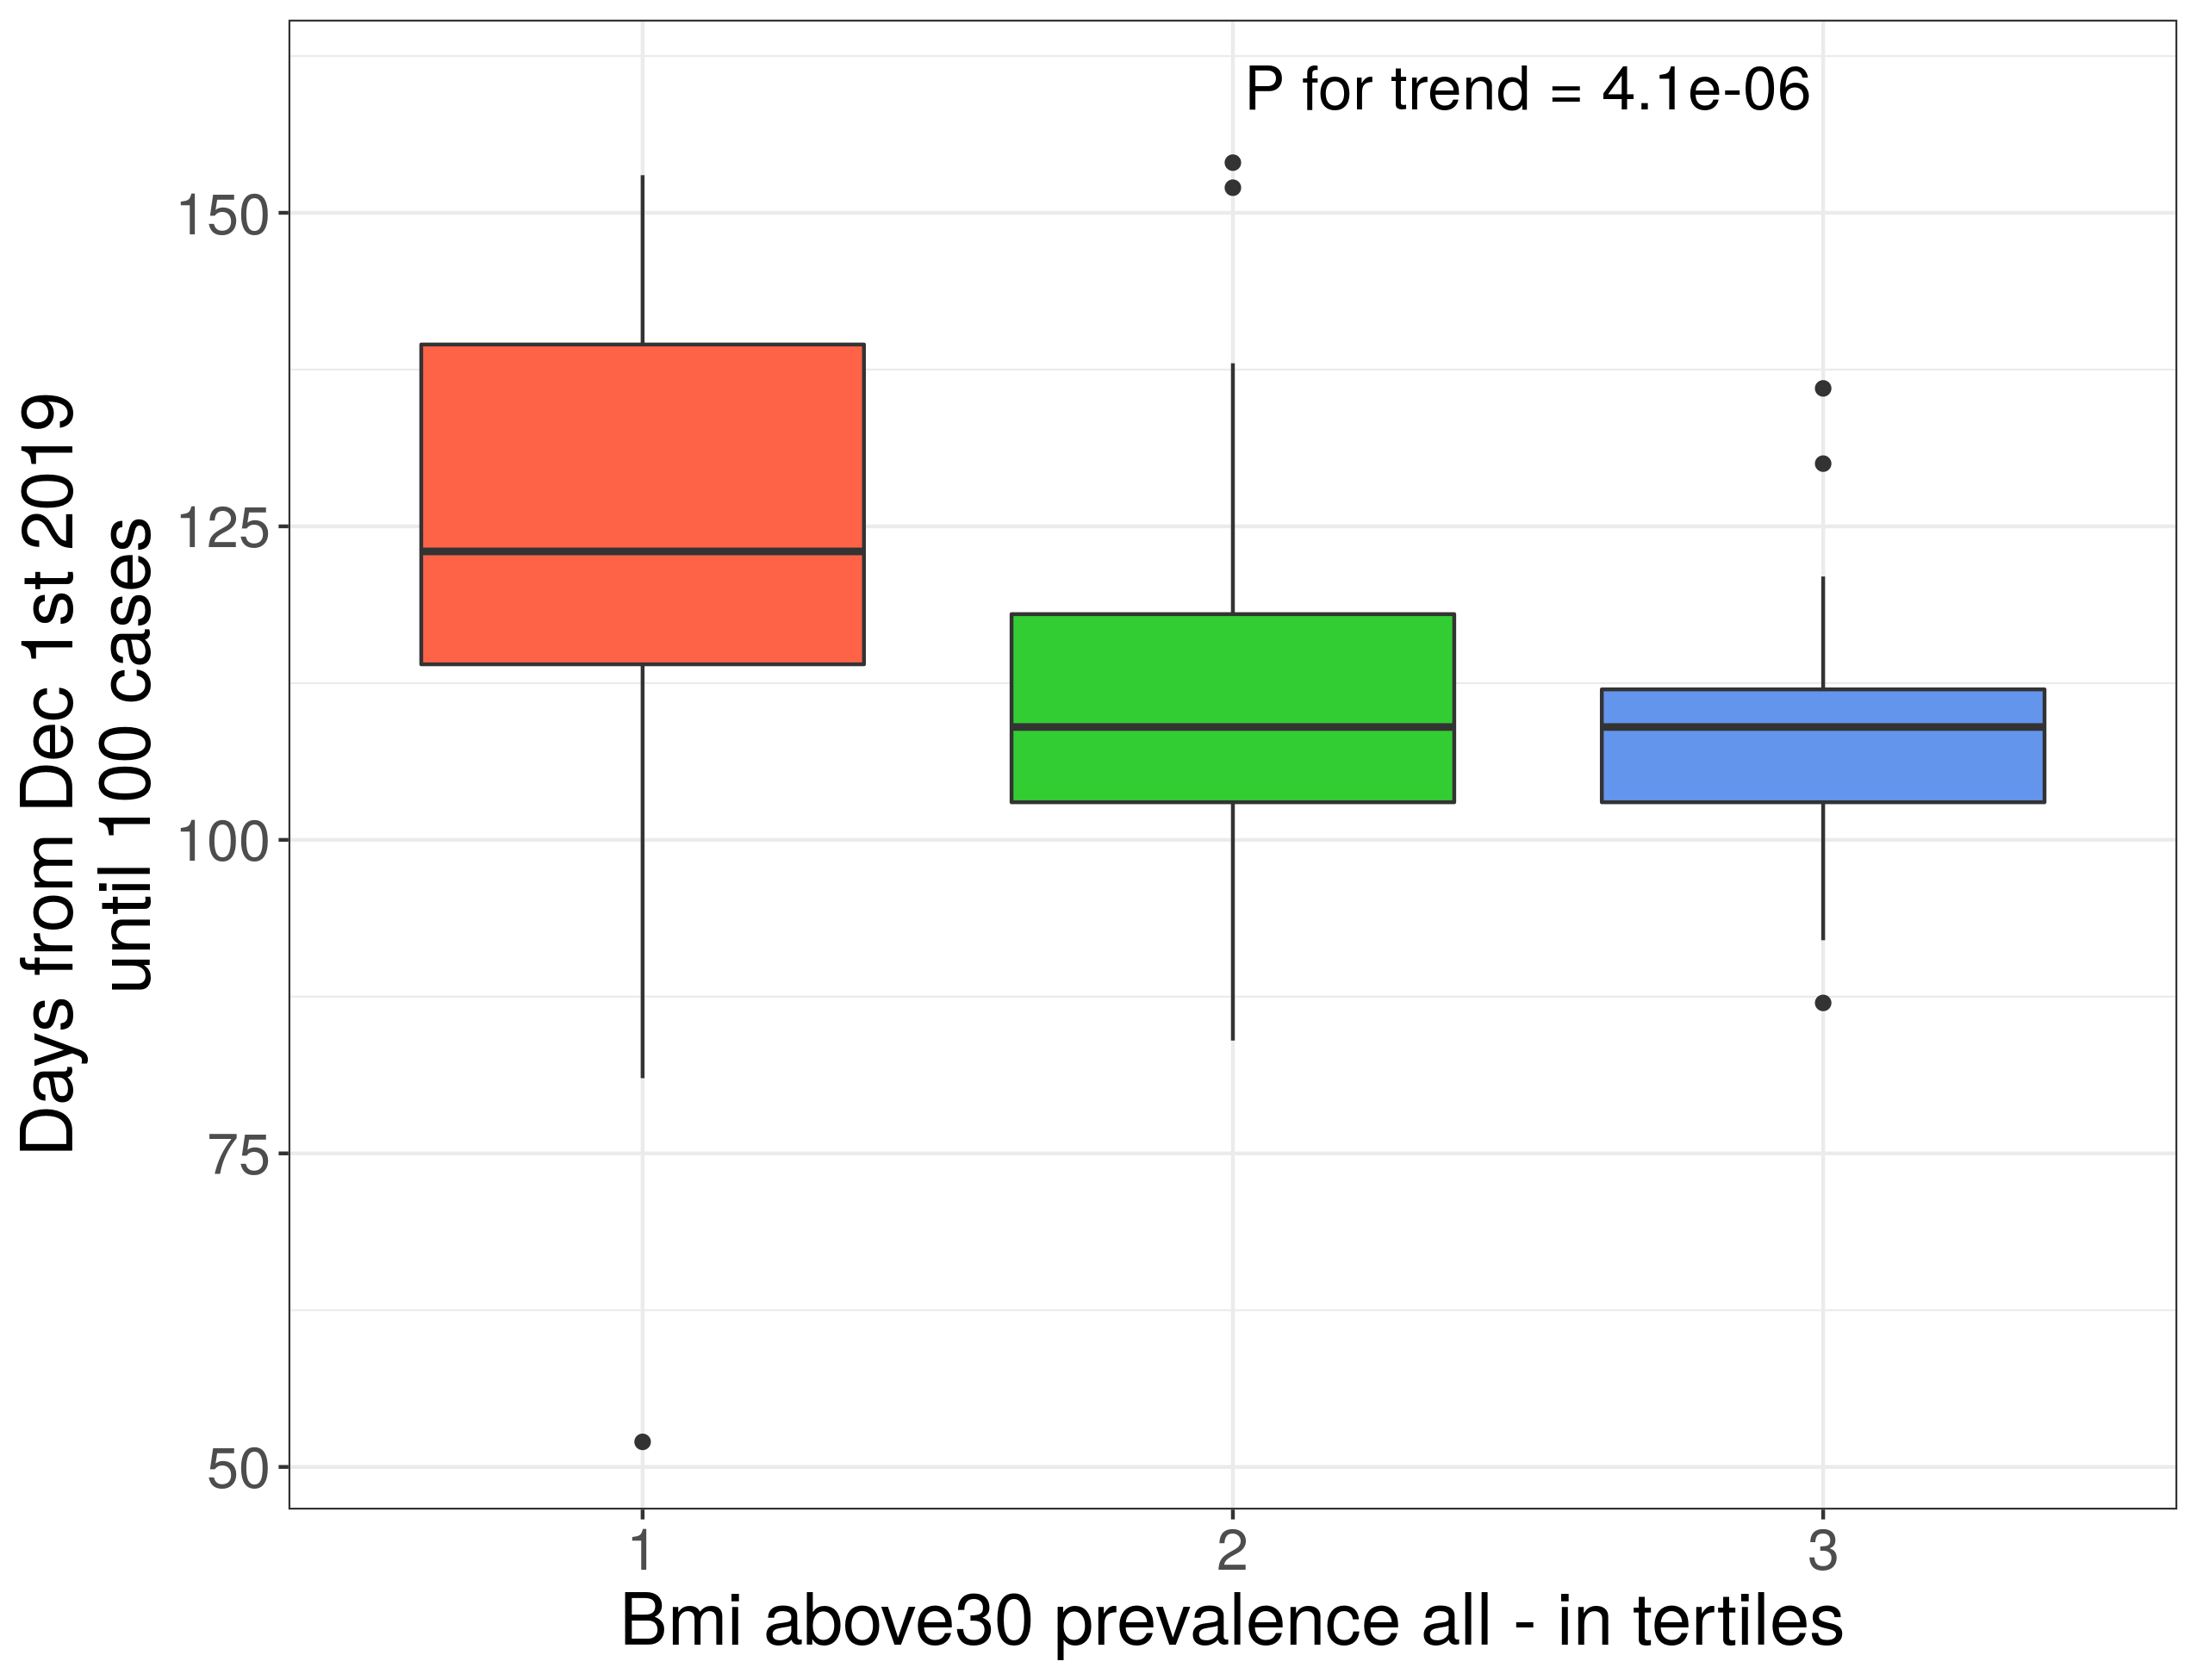 P for trend = 4.1e-06
Days from Dec 1st 2019
until 100 cases
150
125
100
75
50
1
2
3
Bmi above30 prevalence all - in tertiles